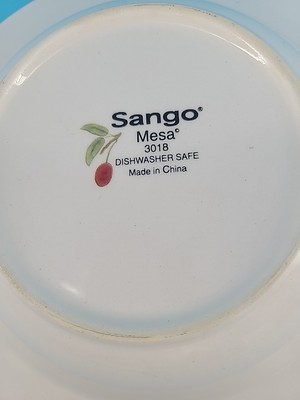 Sango®
Mesa©
3018
DISHWASHER SAFE
Made in China